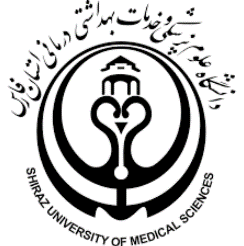 دانشگاه علوم پزشکی و خدمات بهداشتی درمانی استان فارس
SHIRAZ UNIVERSITY OF MEDICAL SCIENCES